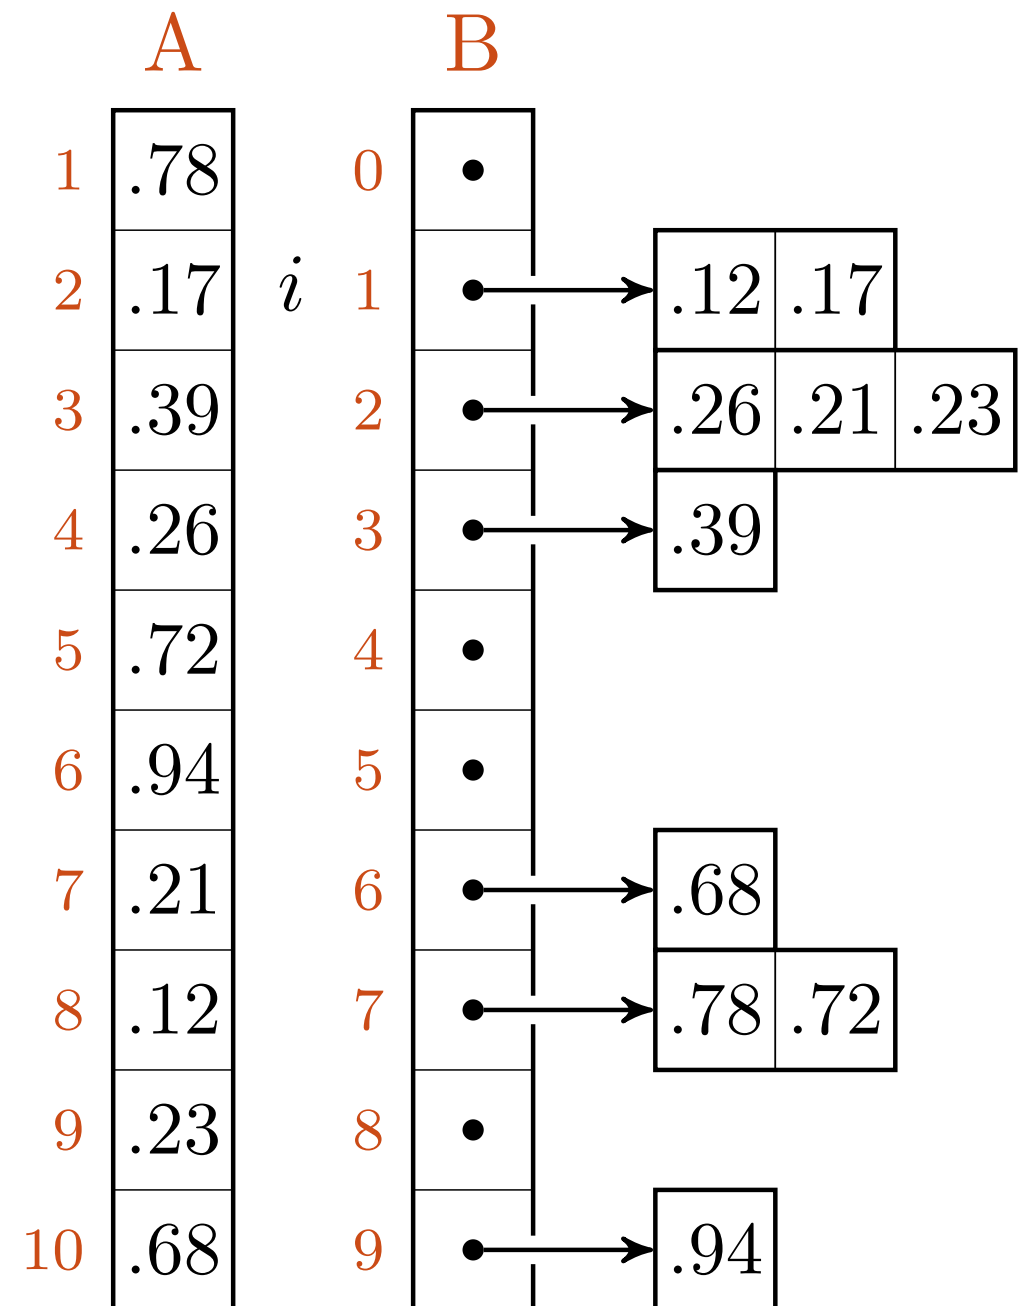 A B
1 .78 0
2 .17 i 1 .12 .17
3 .39 2 .26 .21 .23
4 .26 3 .39
5 .72 4
6 .94 5
7 .21 6 .68
8 .12 7 .78 .72
9 .23 8
10 .68 9 .94